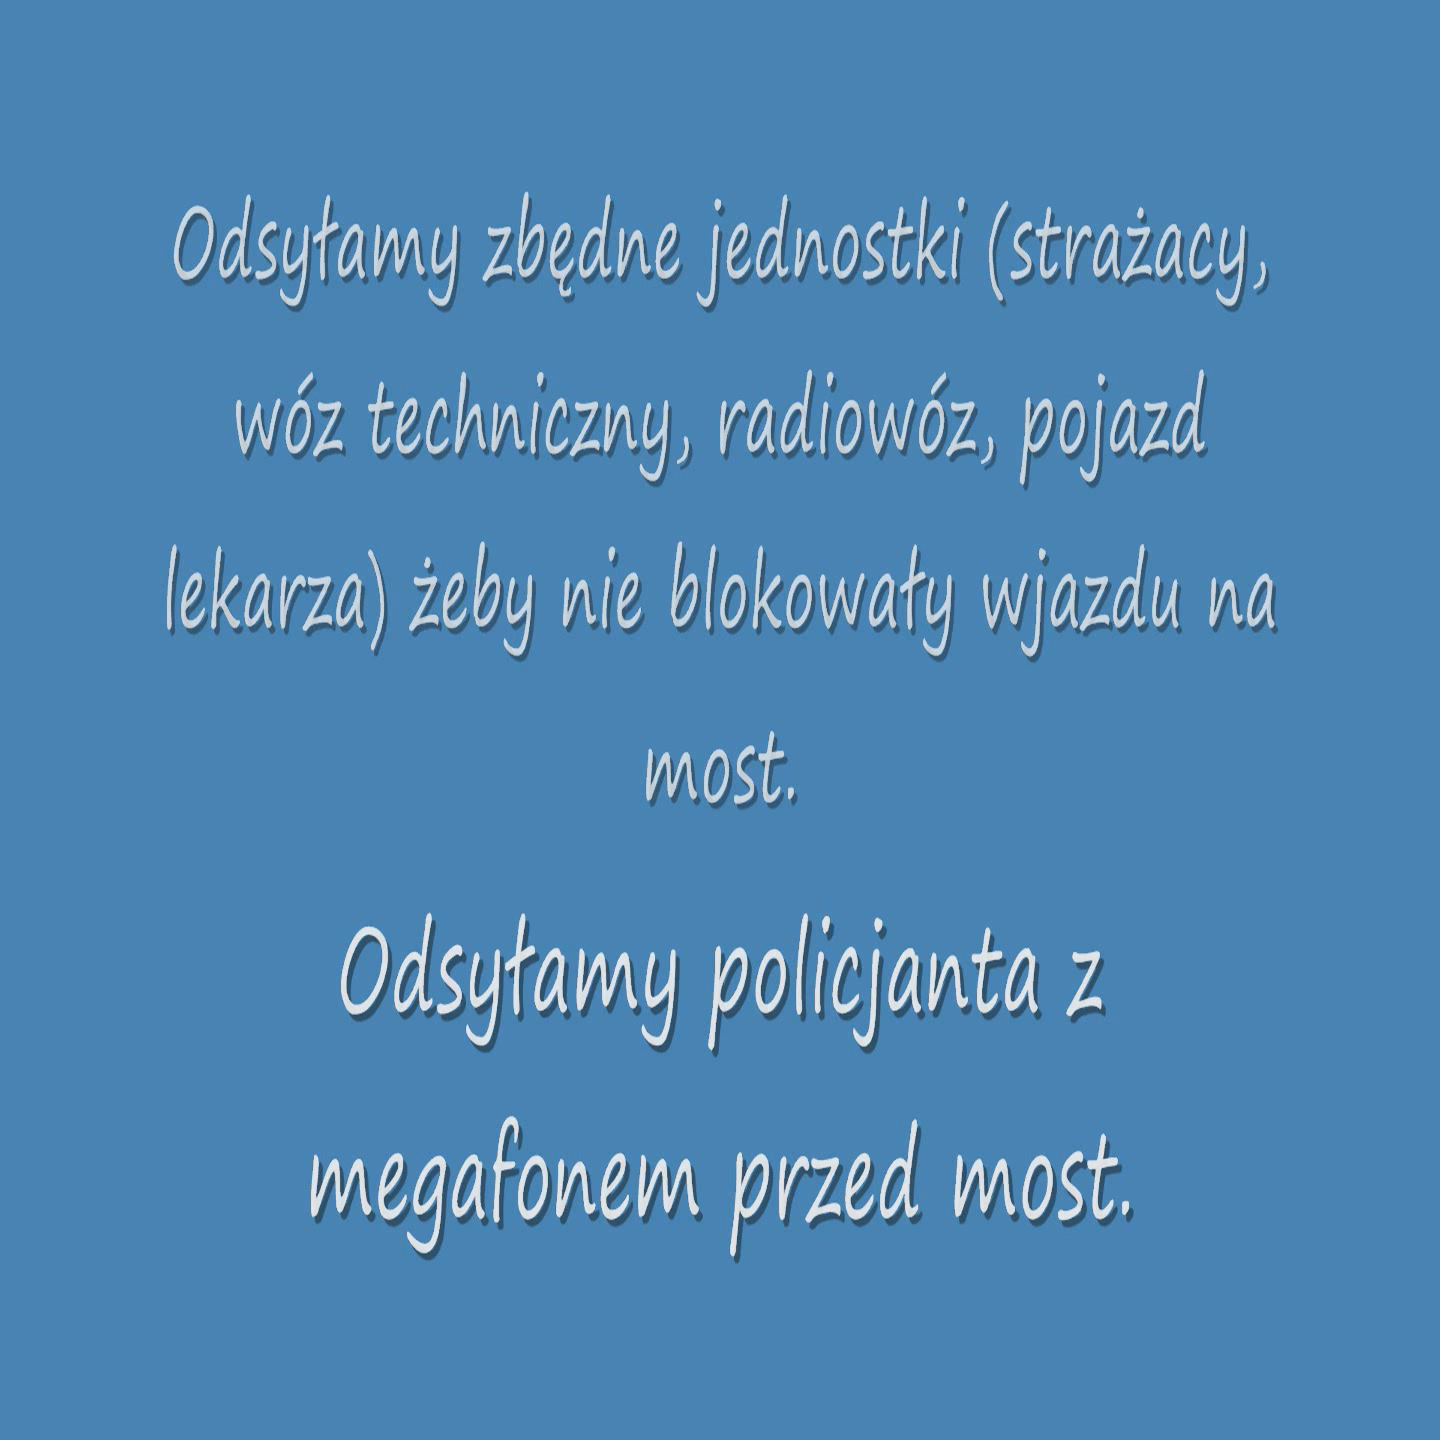 Odsyłamy zbędne jednostki (strażacy,
wóz techniczny, radiowóz, pojazd
lekarza) żeby nie blokowały wjazdu na
most.
Odsyłamy policjanta z
megafonem przed most.